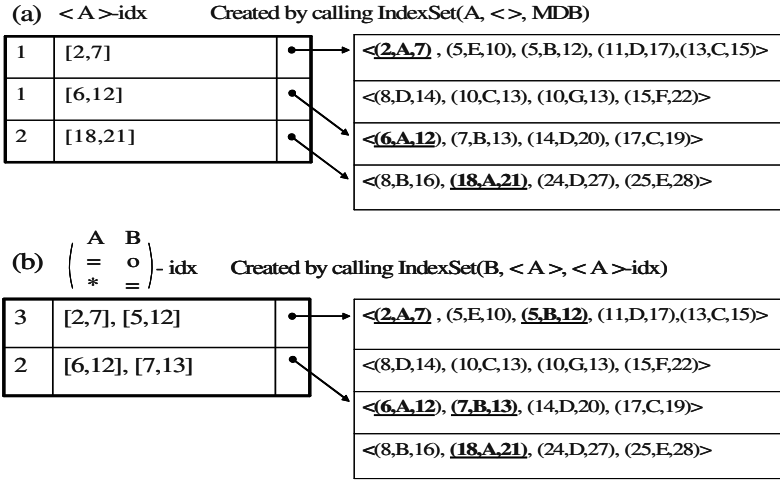 (a) <A>-idx Created by calling IndexSet(A, <>, MDB)
1 [2,7] <(2,A,7) , (5,E,10), (5,B,12), (11,D,17),(13,C,15)>
1 [6,12] <(8,D,14), (10,C,13), (10,G,13), (15,F,22)>
2 [18,21] <(6,A,12), (7,B,13), (14,D,20), (17,C,19)>
<(8,B,16), (18,A,21), (24,D,27), (25,E,28)>
A B
(b) = o - idx Created by calling IndexSet(B, <A>, <A>-idx)
* =
3 [2,7], [5,12] <(2,A,7) , (5,E,10), (5,B,12), (11,D,17),(13,C,15)>
2 [6,12], [7,13] <(8,D,14), (10,C,13), (10,G,13), (15,F,22)>
<(6,A,12), (7,B,13), (14,D,20), (17,C,19)>
<(8,B,16), (18,A,21), (24,D,27), (25,E,28)>